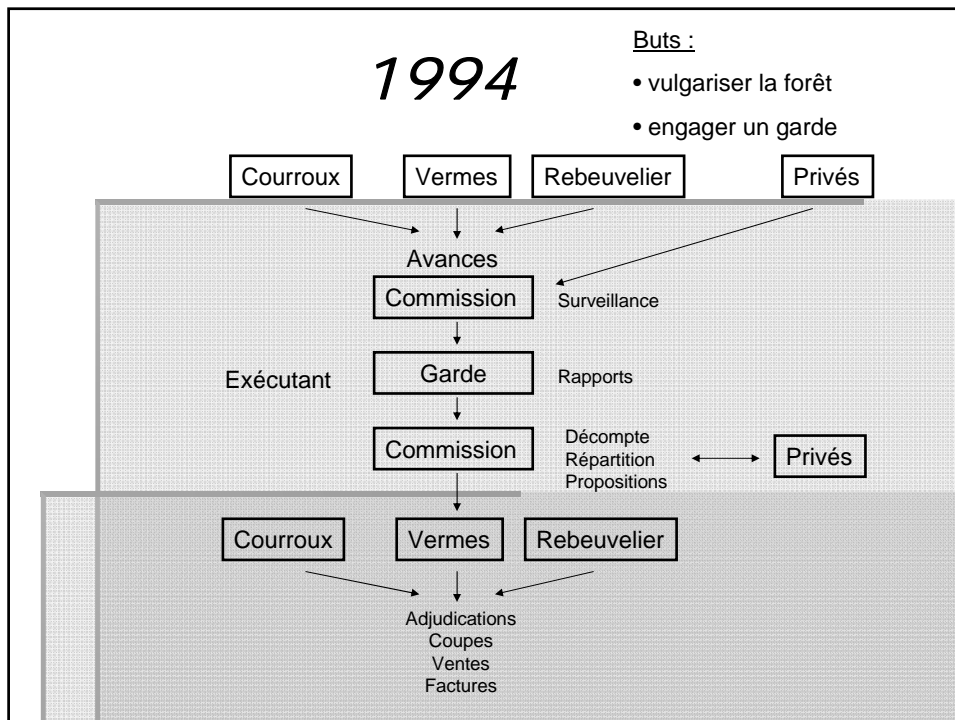 1994
Buts :
• vulgariser la forêt
• engager un garde
Courroux Vermes Rebeuvelier Privés
Avances
Commission Surveillance
Exécutant Garde Rapports
Commission
Décompte
Répartition
Propositions
Privés
Courroux Vermes Rebeuvelier
Adjudications
Coupes
Ventes
Factures